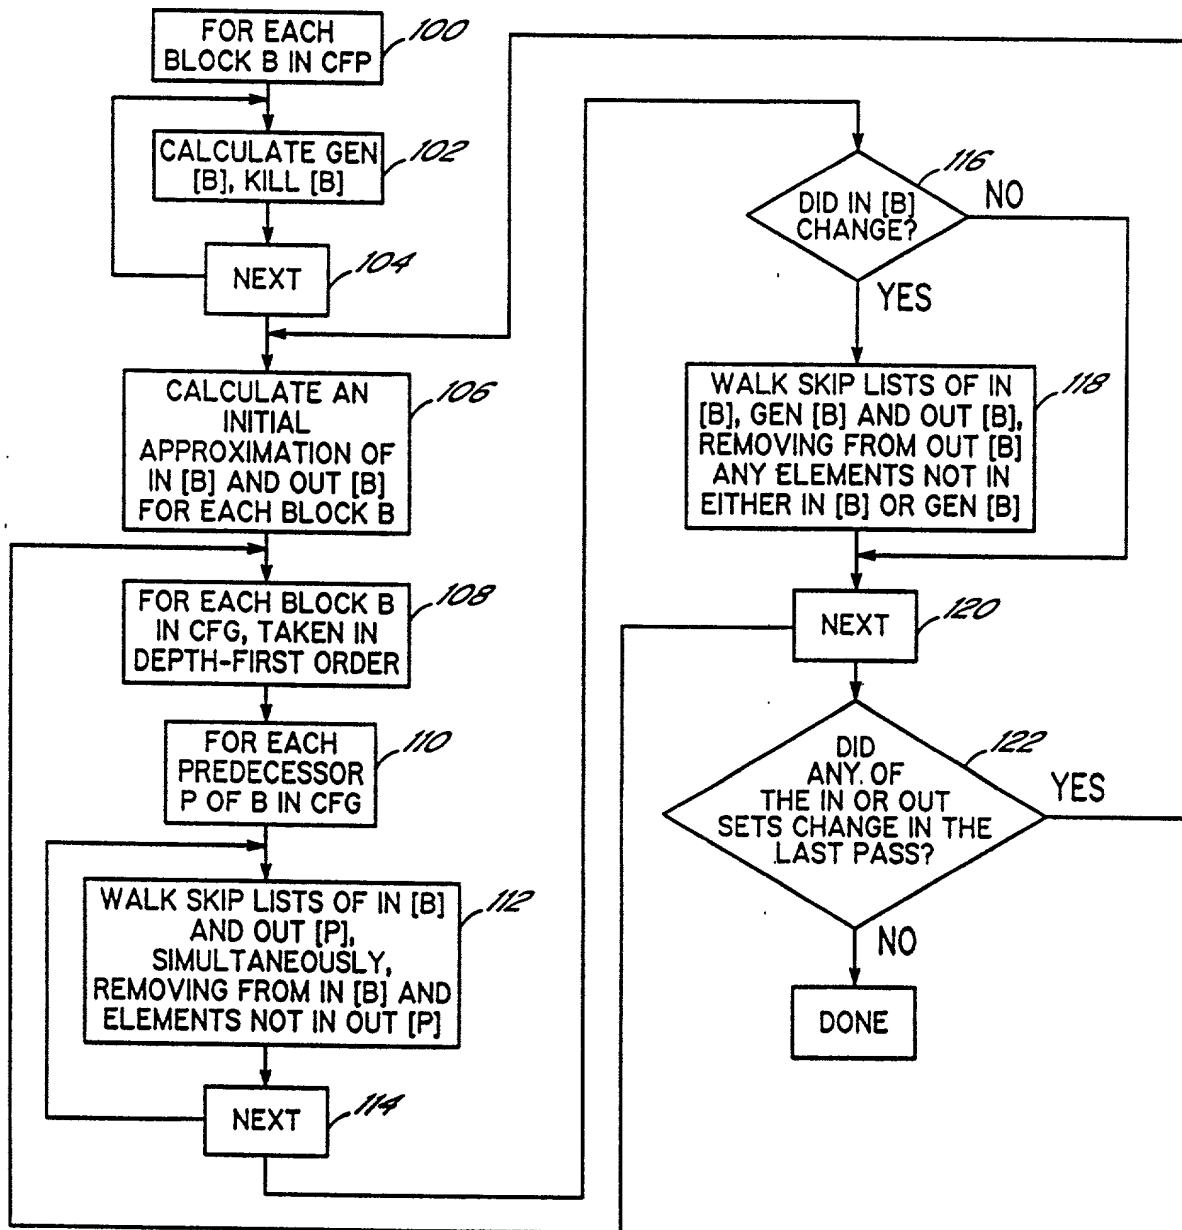 FOR EACH
BLOCK B IN CFP
100
CALCULATE GEN
[B], KILL [B]
102
NEXT
104
CALCULATE AN
INITIAL
APPROXIMATION OF
IN [B] AND OUT [B]
FOR EACH BLOCK B
106
FOR EACH BLOCK B
IN CFG, TAKEN IN
DEPTH-FIRST ORDER
108
FOR EACH
PREDECESSOR
P OF B IN CFG
110
WALK SKIP LISTS OF IN [B]
AND OUT [P],
SIMULTANEOUSLY,
REMOVING FROM IN [B] AND
ELEMENTS NOT IN OUT [P]
112
NEXT
114
DID IN [B]
CHANGE?
116
NO
YES
WALK SKIP LISTS OF IN
[B], GEN [B] AND OUT [B],
REMOVING FROM OUT [B]
ANY ELEMENTS NOT IN
EITHER IN [B] OR GEN [B]
118
NEXT
120
DID
ANY. OF
THE IN OR OUT
SETS CHANGE IN THE
LAST PASS?
122
YES
NO
DONE